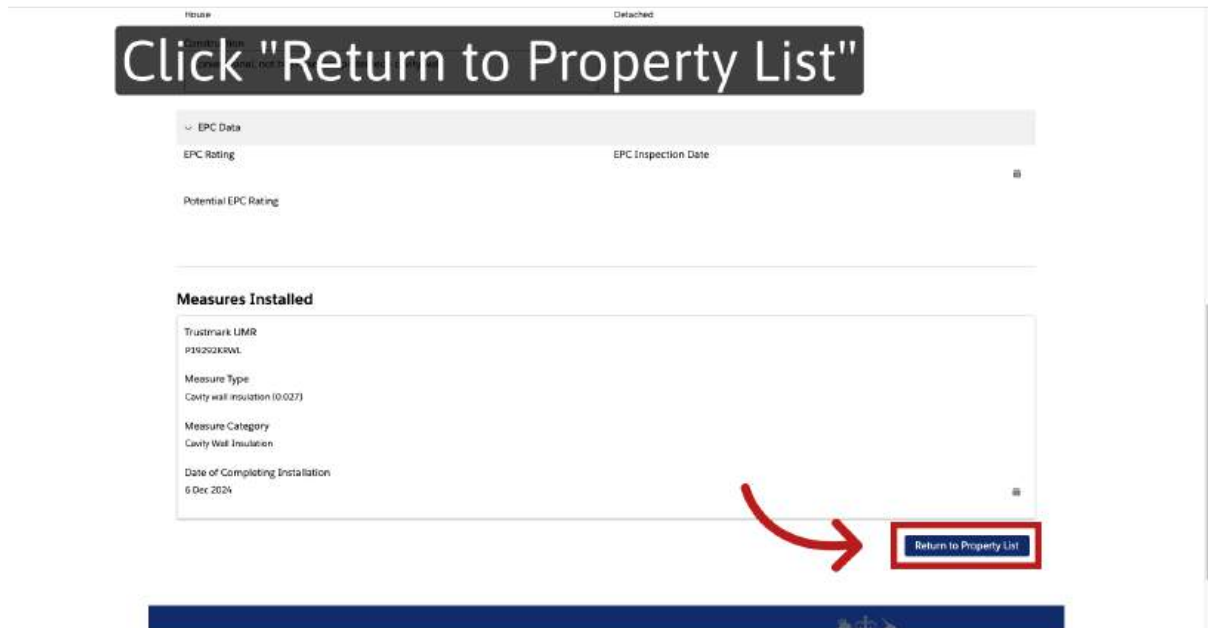 House
Detached
Click "Return to Property List"
EPC Data
EPC Rating
EPC Inspection Date
Potential EPC Rating
Measures Installed
Trustmark UMR
P19292KRWL
Measure Type
Cavity wall insulation (0.027)
Measure Category
Cavity Wall Insulation
Date of Completing Installation
6 Dec 2024
Return to Property List